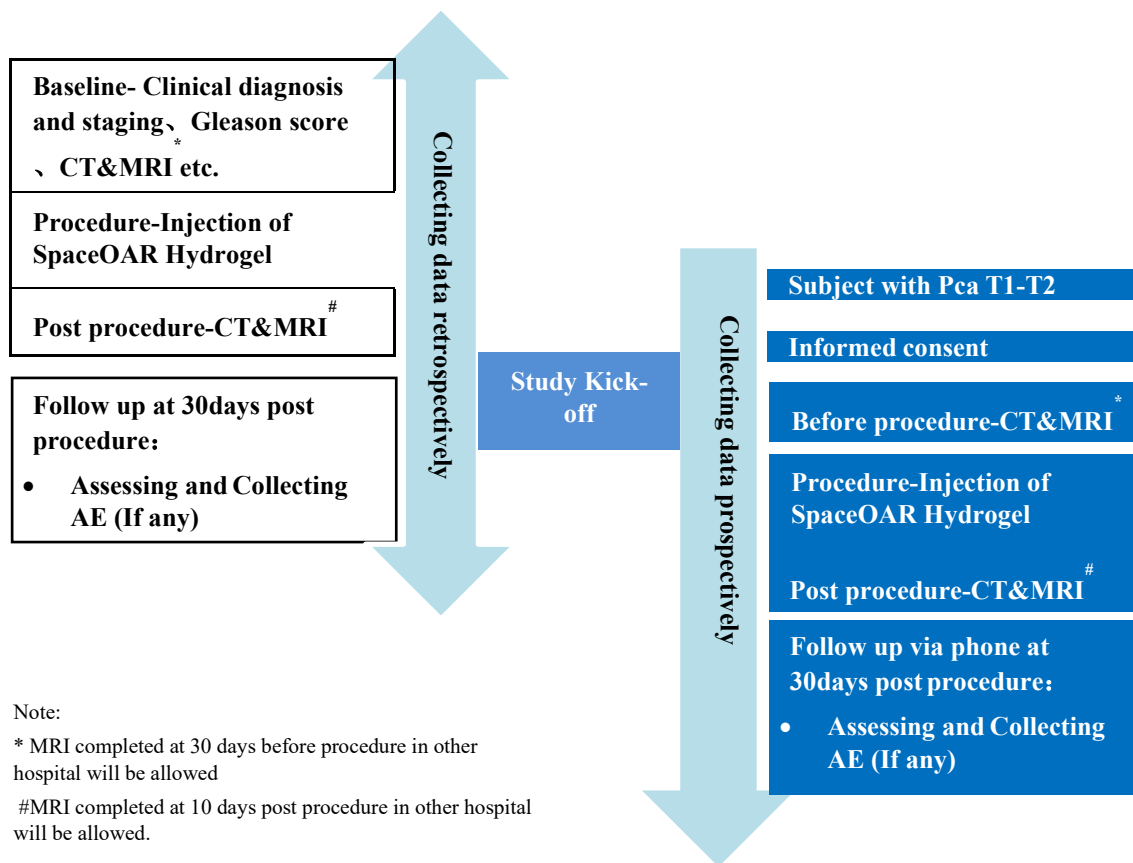 Baseline- Clinical diagnosis
and staging、Gleason score
、CT&MRI* etc.
Procedure-Injection of
SpaceOAR Hydrogel
Post procedure-CT&MRI#
Follow up at 30days post
procedure：
• Assessing and Collecting
AE (If any)
Collecting data retrospectively
Study Kick-
off
Collecting data prospectively
Subject with Pca T1-T2
Informed consent
Before procedure-CT&MRI*
Procedure-Injection of
SpaceOAR Hydrogel
Post procedure-CT&MRI#
Follow up via phone at
30days post procedure：
• Assessing and Collecting
AE (If any)
Note:
* MRI completed at 30 days before procedure in other
hospital will be allowed
#MRI completed at 10 days post procedure in other hospital
will be allowed.